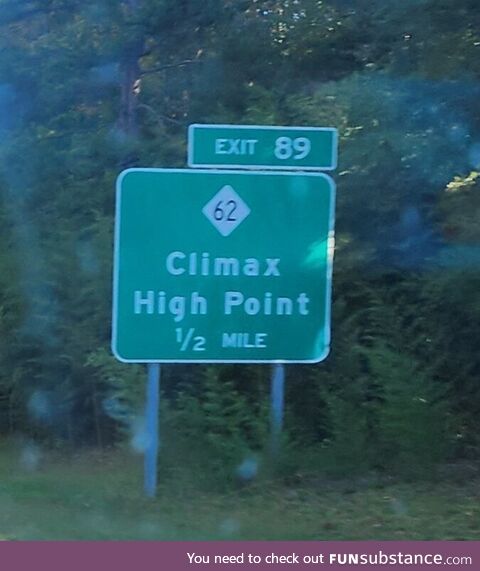 EXIT 89
62
Climax
High Point
1/2 MILE
You need to check out FUNsubstance.com